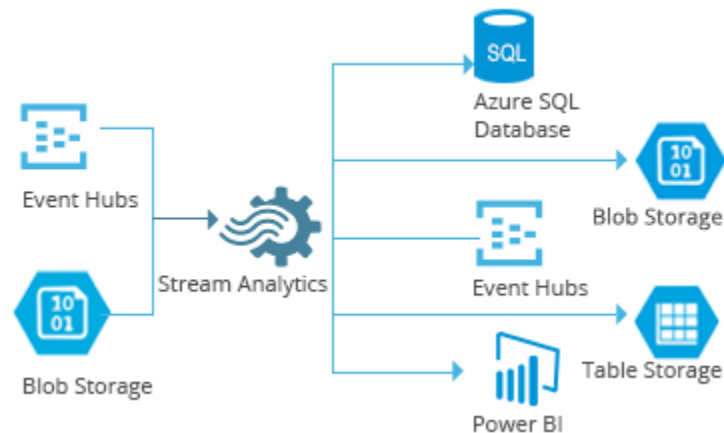 SQL
Azure SQL
Database
Event Hubs
10
01
Blob Storage
Stream Analytics
Event Hubs
10
01
Blob Storage
Table Storage
Power BI